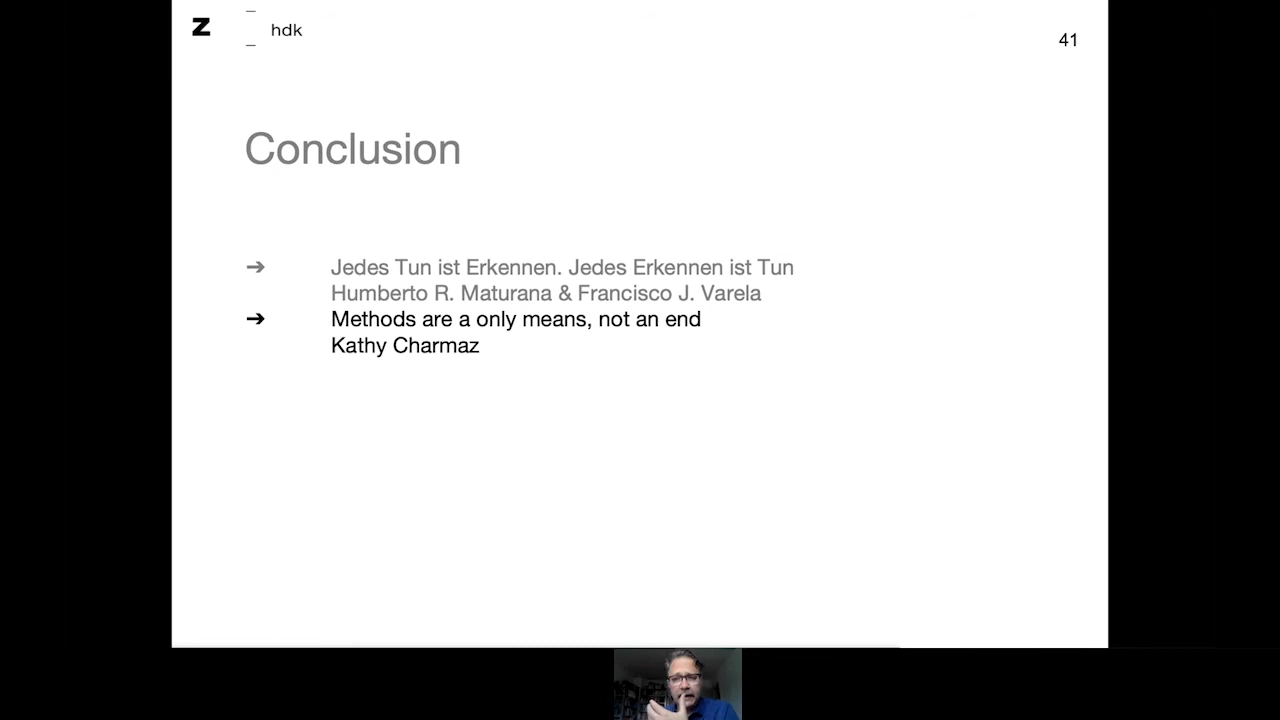 Z hdk
41
Conclusion
➔ Jedes Tun ist Erkennen. Jedes Erkennen ist Tun
Humberto R. Maturana & Francisco J. Varela
➔ Methods are a only means, not an end
Kathy Charmaz